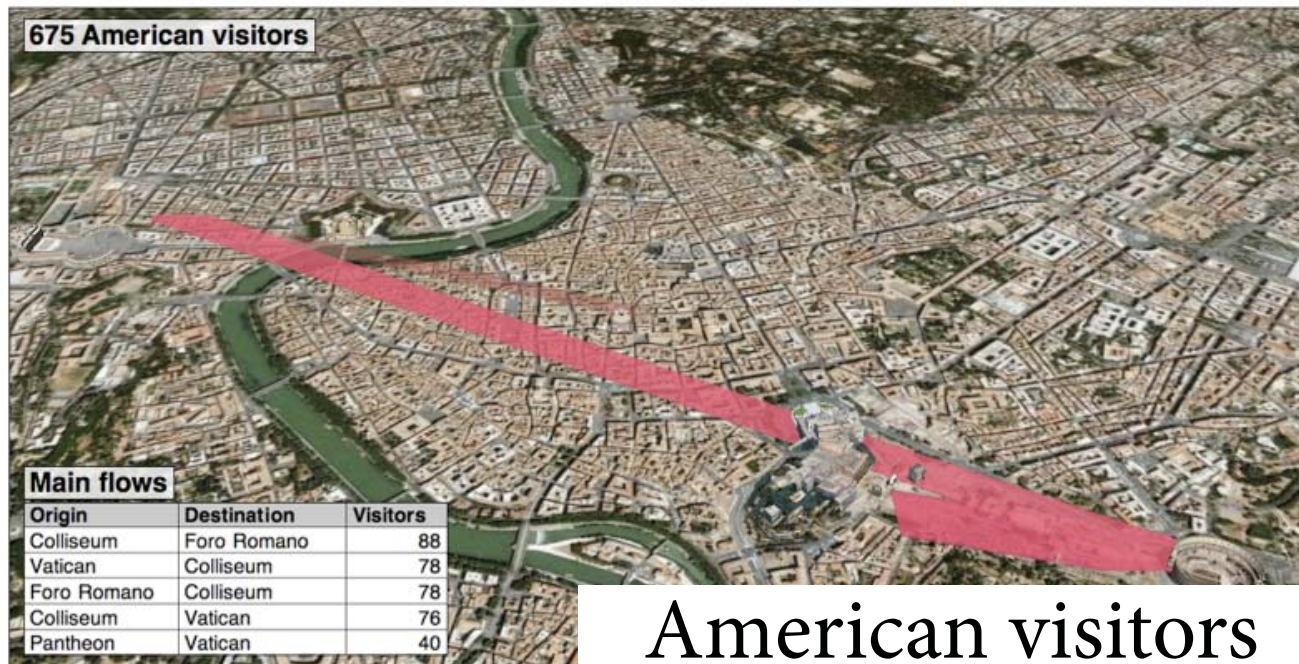 675 American visitors
Main flows
Origin Destination Visitors
Colliseum Foro Romano 88
Vatican Colliseum 78
Foro Romano Colliseum 78
Colliseum Vatican 76
Pantheon Vatican 40
American visitors